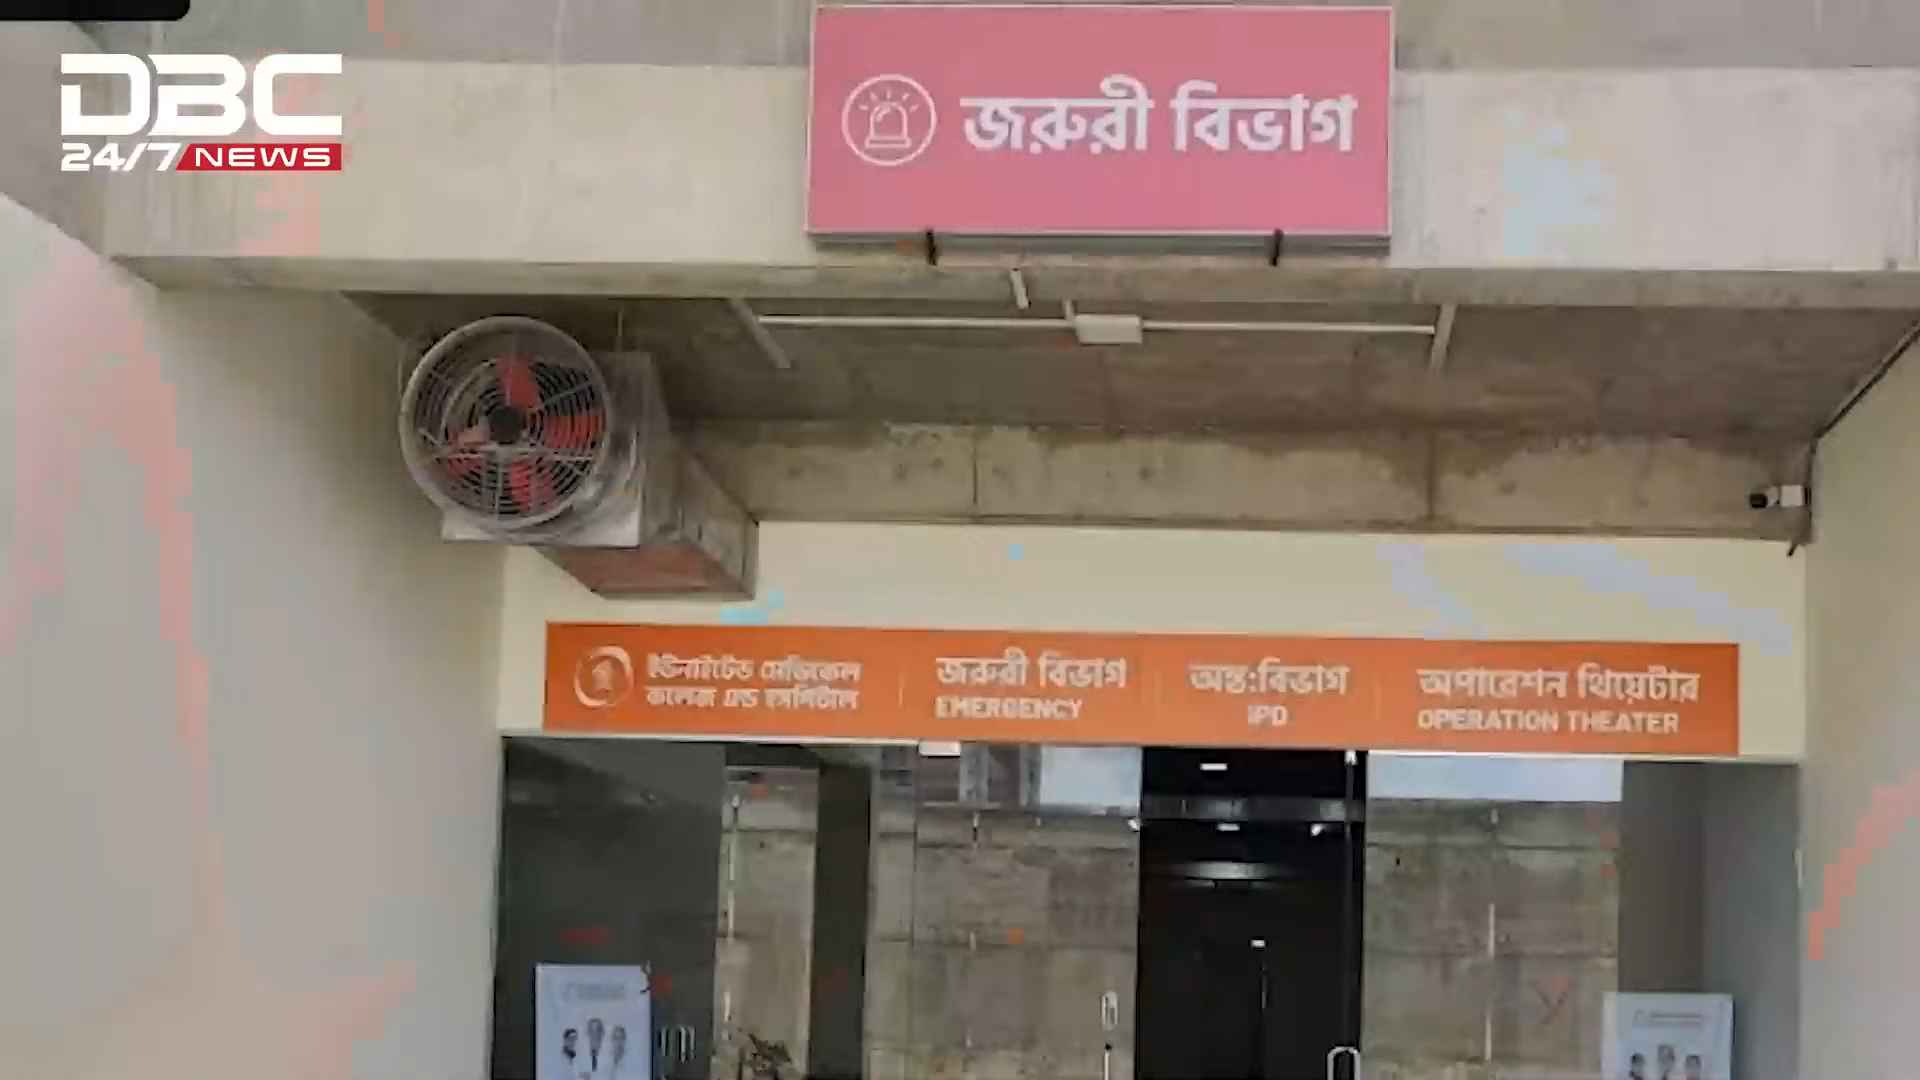 DBC
24/7 NEWS
জরুরী বিভাগ
ইউনাইটেড মেডিকেল
কলেজ এন্ড হসপিটাল
জরুরী বিভাগ
EMERGENCY
অন্ত:বিভাগ
IPD
অপারেশন থিয়েটার
OPERATION THEATER